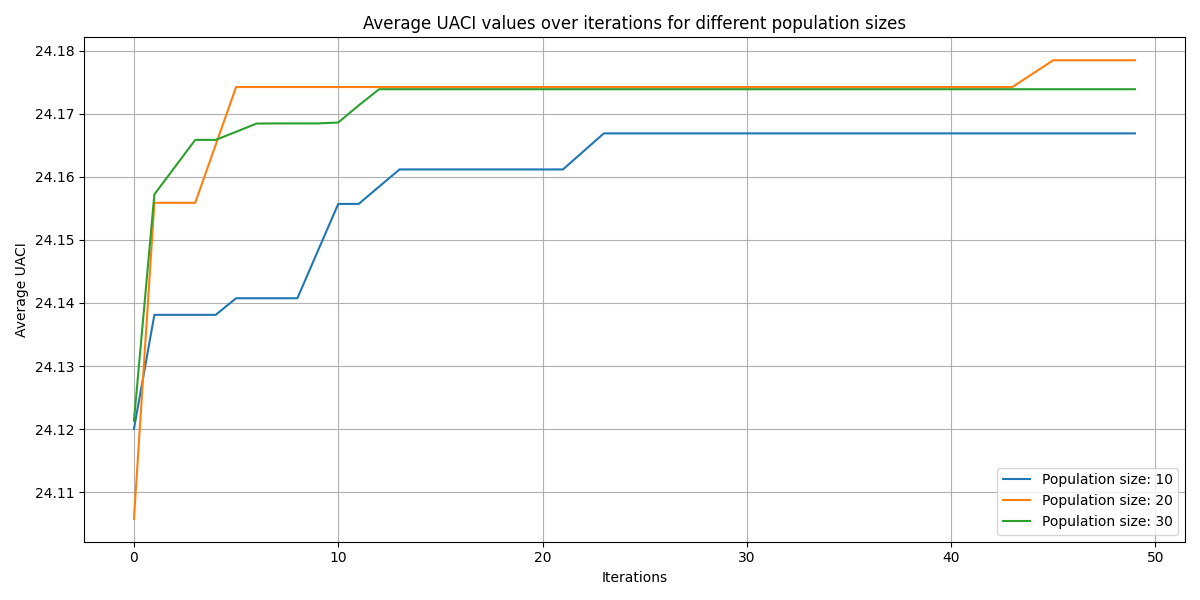 Average UACI values over iterations for different population sizes
24.18
24.17
24.16
24.15
24.14
24.13
24.12
24.11
Average UACI
0 10 20 30 40 50
Iterations
Population size: 10
Population size: 20
Population size: 30